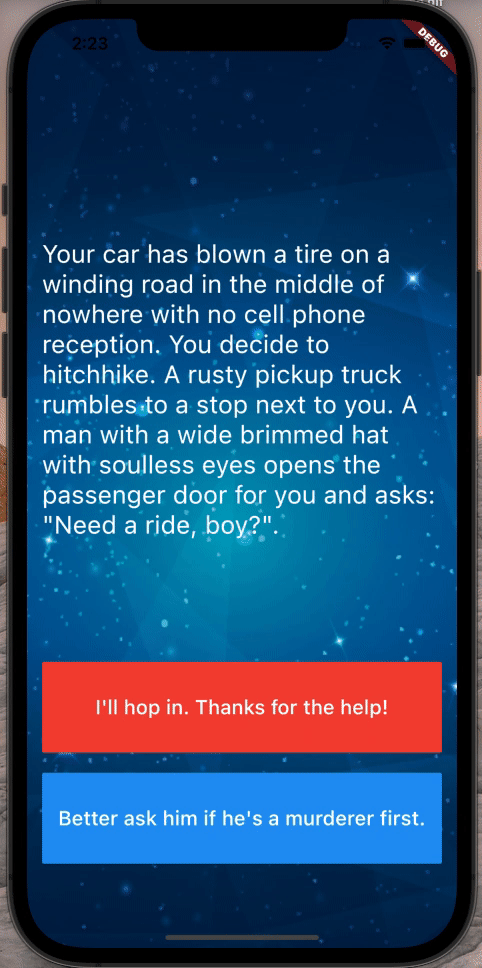 2:23
DEBUG
Your car has blown a tire on a
winding road in the middle of
nowhere with no cell phone
reception. You decide to
hitchhike. A rusty pickup truck
rumbles to a stop next to you. A
man with a wide brimmed hat
with soulless eyes opens the
passenger door for you and asks:
"Need a ride, boy?".
I'll hop in. Thanks for the help!
Better ask him if he's a murderer first.